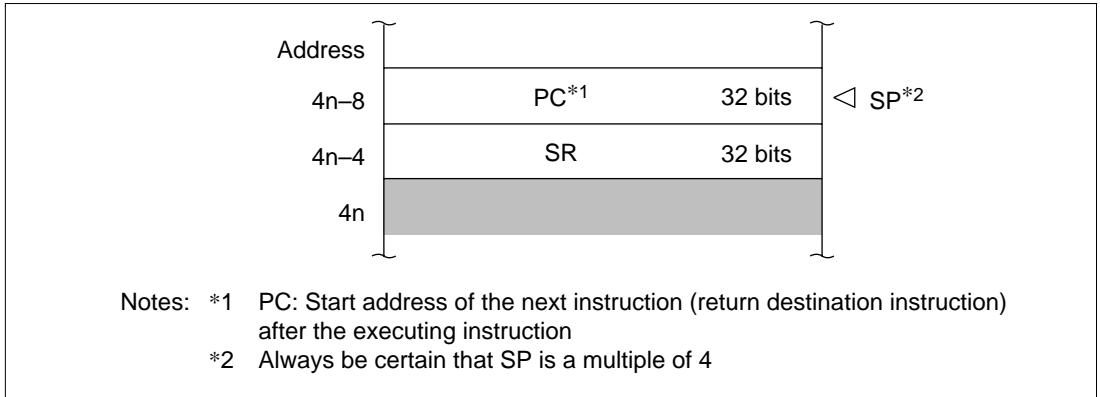 Address
4n–8 PC*1 32 bits SP*2
4n–4 SR 32 bits
4n
Notes: *1 PC: Start address of the next instruction (return destination instruction)
after the executing instruction
*2 Always be certain that SP is a multiple of 4